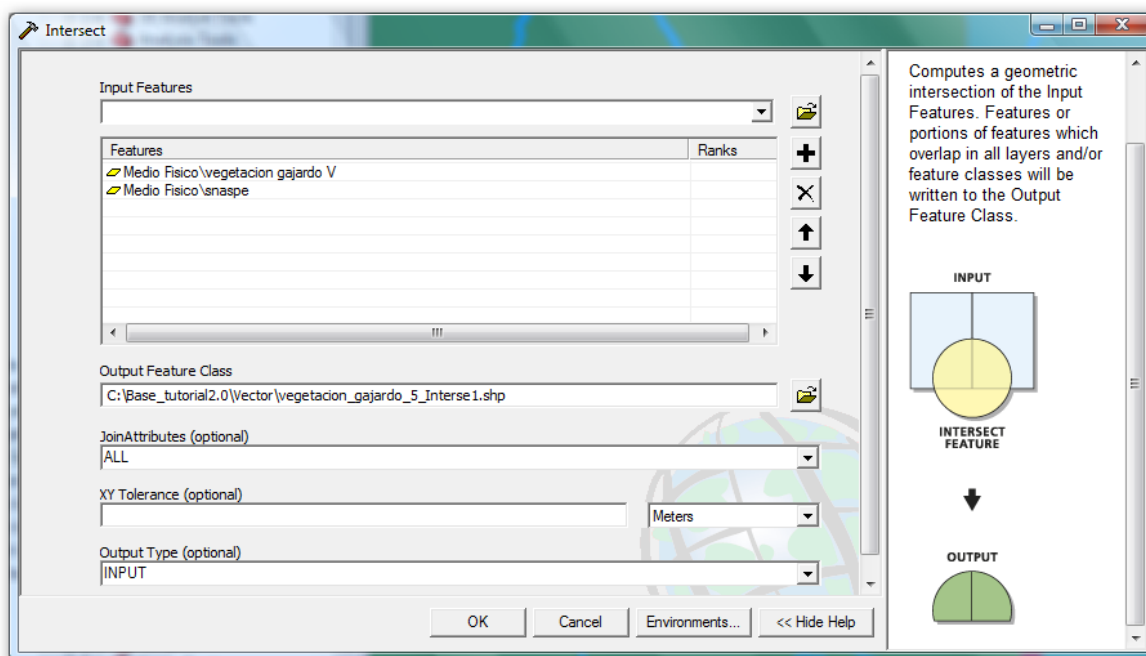 Intersect
Input Features
Features Ranks
Medio Fisico\vegetacion gajardo V
Medio Fisico\snaspe
Output Feature Class
C:\Base_tutorial2.0\Vector\vegetacion_gajardo_5_Interse1.shp
JoinAttributes (optional)
ALL
XY Tolerance (optional)
Meters
Output Type (optional)
INPUT
OK Cancel Environments... << Hide Help
Computes a geometric
intersection of the Input
Features. Features or
portions of features which
overlap in all layers and/or
feature classes will be
written to the Output
Feature Class.
INPUT
INTERSECT
FEATURE
OUTPUT